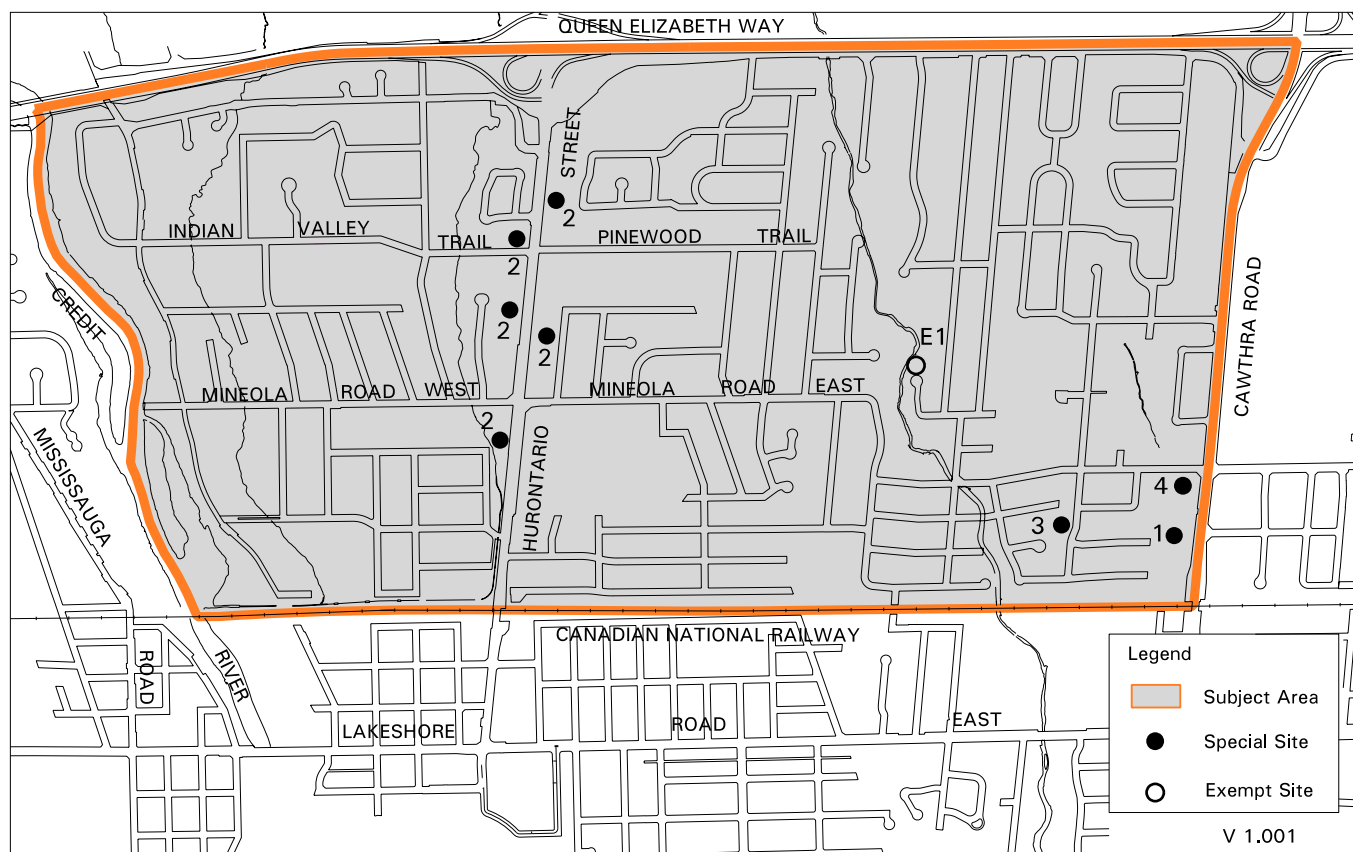 QUEEN ELIZABETH WAY
STREET
2
INDIAN VALLEY TRAIL PINEWOOD TRAIL
2
CREDIT
2
2
E1
CAWTHRA ROAD
MINEOLA ROAD WEST MINEOLA ROAD EAST
2
MISSISSAUGA
HURONTARIO
4
3
1
CANADIAN NATIONAL RAILWAY
ROAD
RIVER
LAKESHORE ROAD EAST
Legend
Subject Area
Special Site
Exempt Site
V 1.001